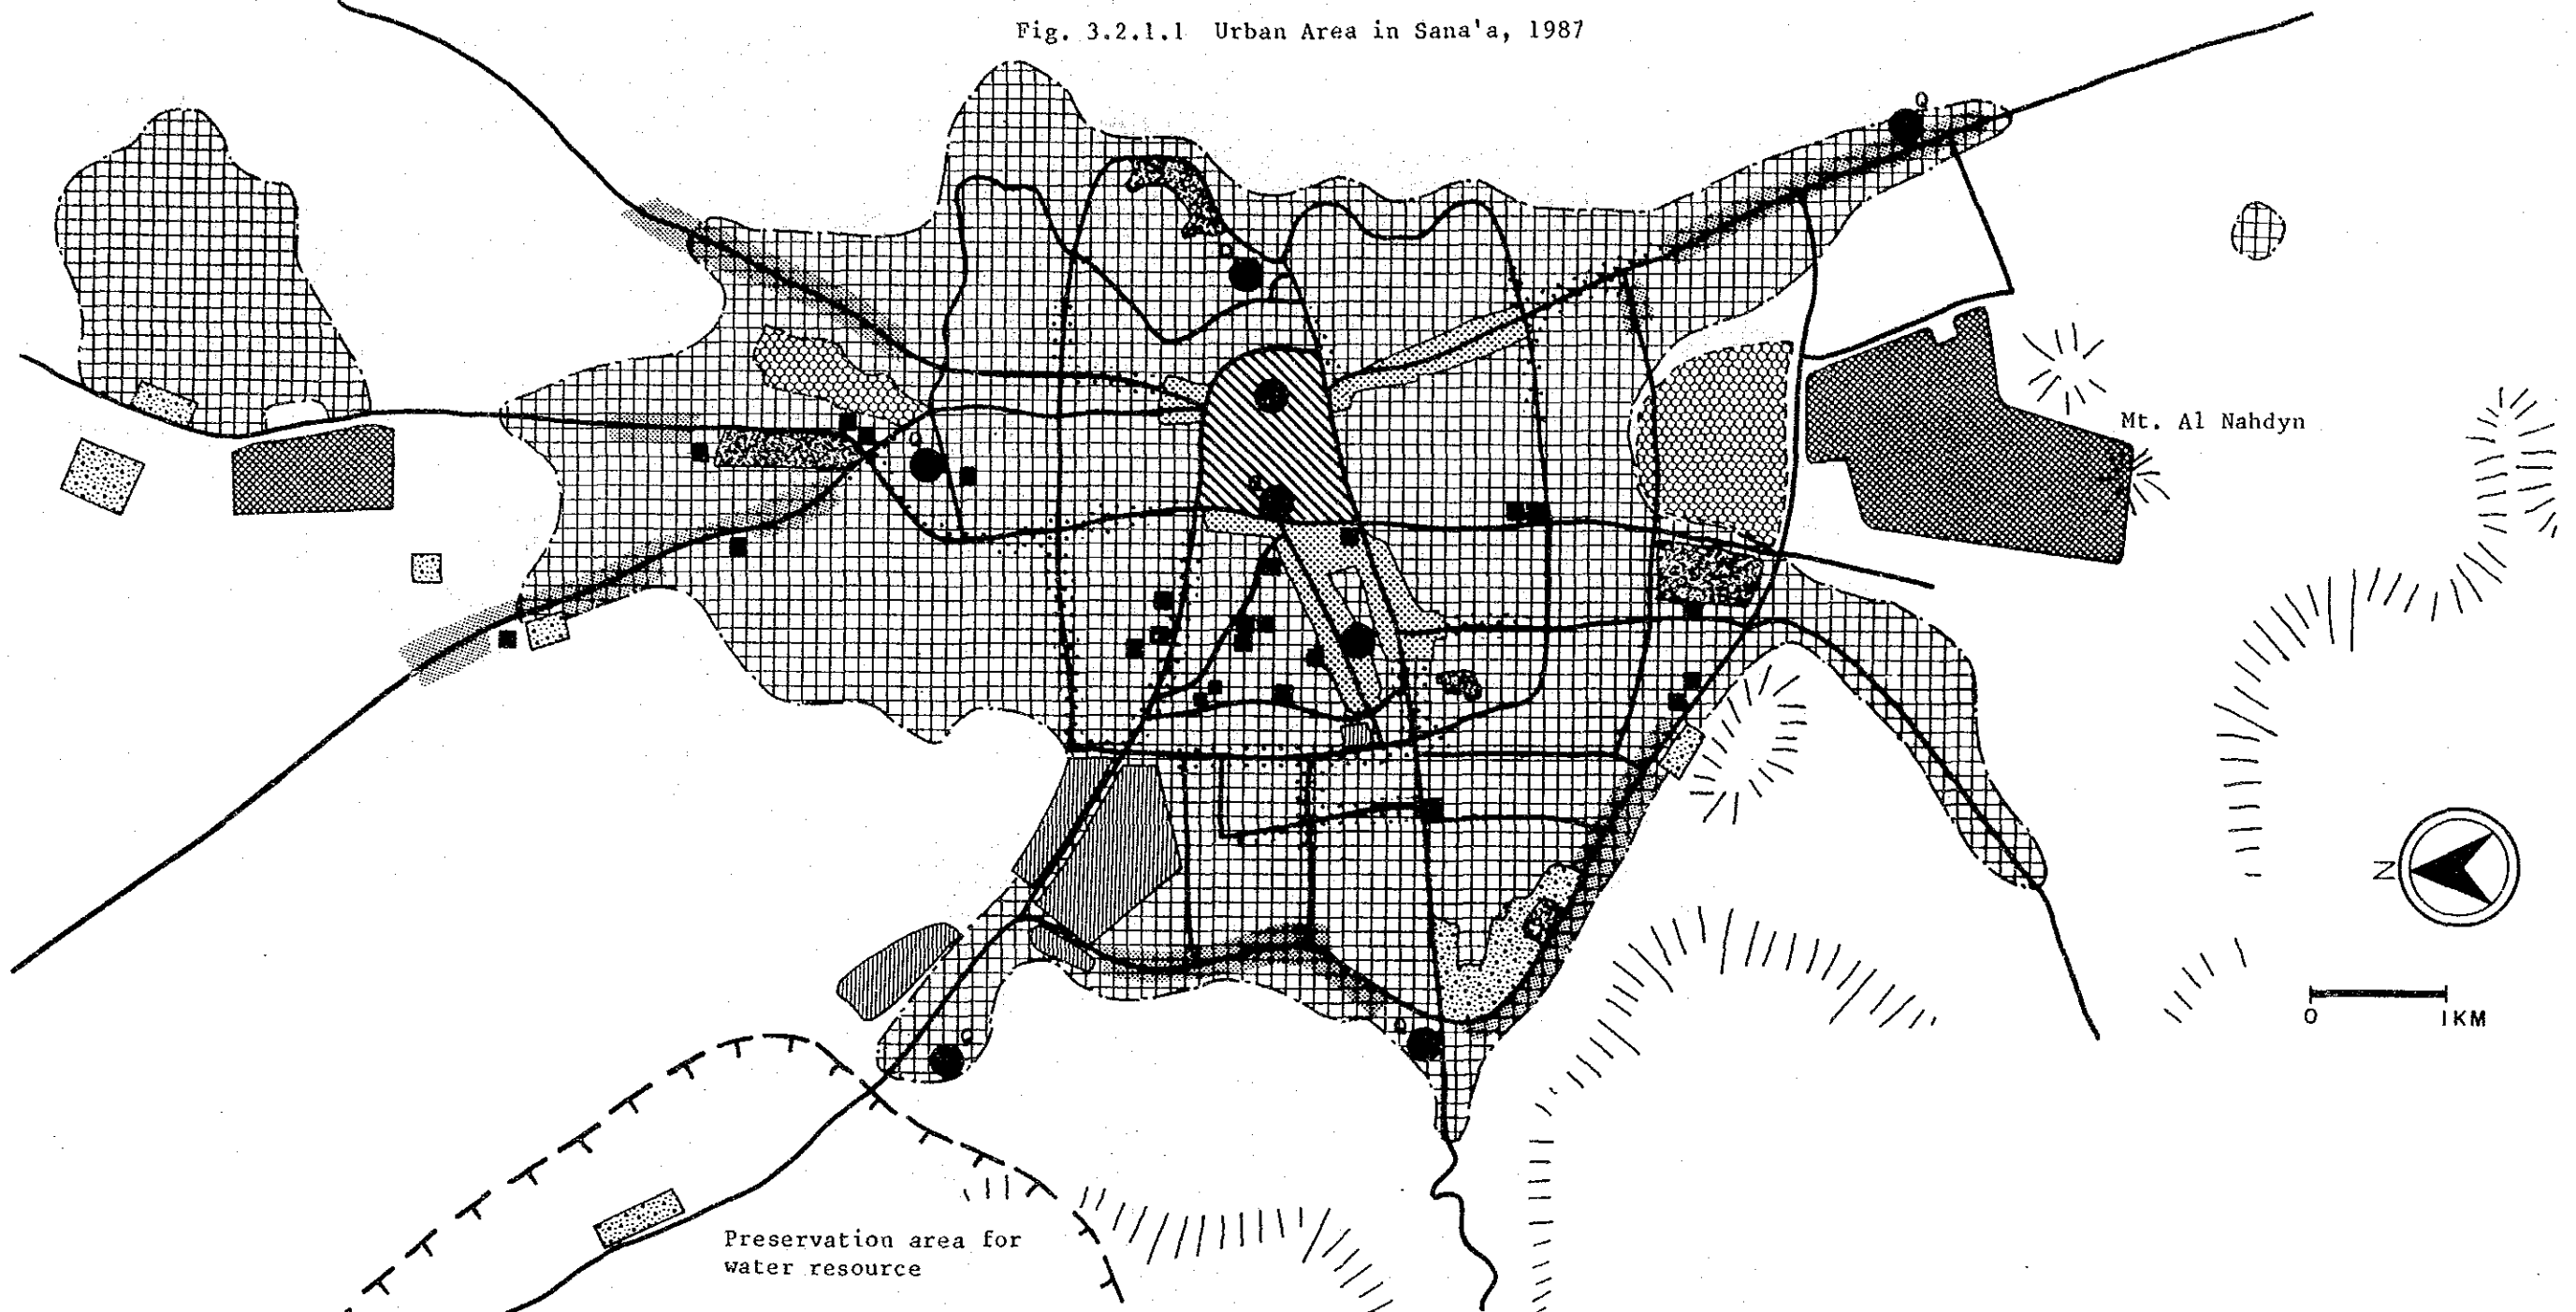 Fig. 3.2.1.1 Urban Area in Sana'a, 1987
Q
Q
Q
Mt. Al Nahdyn
N
0 1KM
Q
Q
Preservation area for
water resource